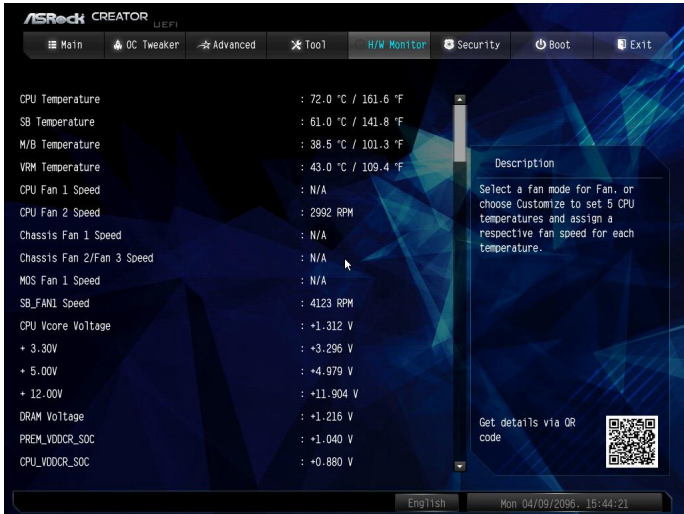 ASRock CREATOR UEFI
Main OC Tweaker Advanced Tool H/W Monitor Security Boot Exit
CPU Temperature : 72.0 °C / 161.6 °F
SB Temperature : 61.0 °C / 141.8 °F
M/B Temperature : 38.5 °C / 101.3 °F
VRM Temperature : 43.0 °C / 109.4 °F
CPU Fan 1 Speed : N/A
CPU Fan 2 Speed : 2992 RPM
Chassis Fan 1 Speed : N/A
Chassis Fan 2/Fan 3 Speed : N/A
MOS Fan 1 Speed : N/A
SB_FAN1 Speed : 4123 RPM
CPU Vcore Voltage : +1.312 V
+ 3.30V : +3.296 V
+ 5.00V : +4.979 V
+ 12.00V : +11.904 V
DRAM Voltage : +1.216 V
PREM_VDDCR_SOC : +1.040 V
CPU_VDDCR_SOC : +0.880 V
Description
Select a fan mode for Fan. or
choose Customize to set 5 CPU
temperatures and assign a
respective fan speed for each
temperature.
Get details via QR
code
English Mon 04/09/2096. 15:44:21